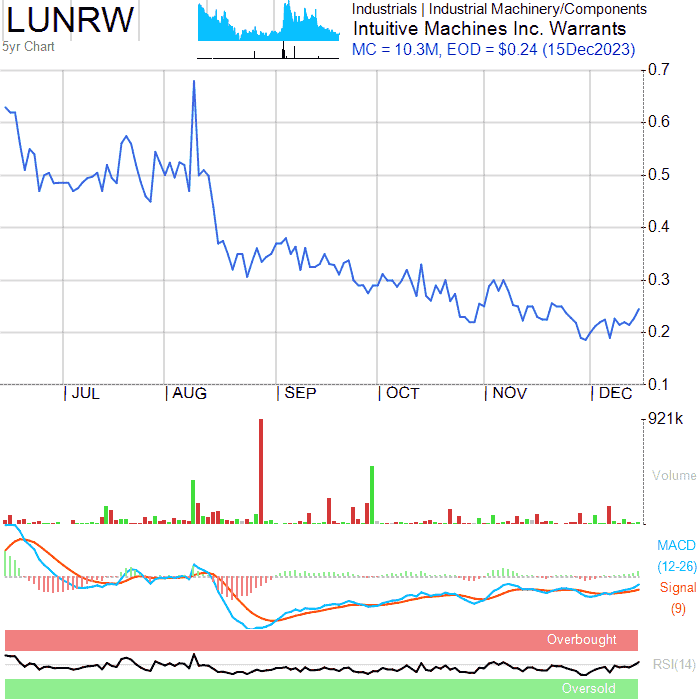 LUNRW
5yr Chart
Industrials | Industrial Machinery/Components
Intuitive Machines Inc. Warrants
MC = 10.3M, EOD = $0.24 (15Dec2023)
0.7
0.6
0.5
0.4
0.3
0.2
0.1
JUL AUG SEP OCT NOV DEC
921k
Volume
MACD
(12-26)
Signal
(9)
Overbought
RSI(14)
Oversold